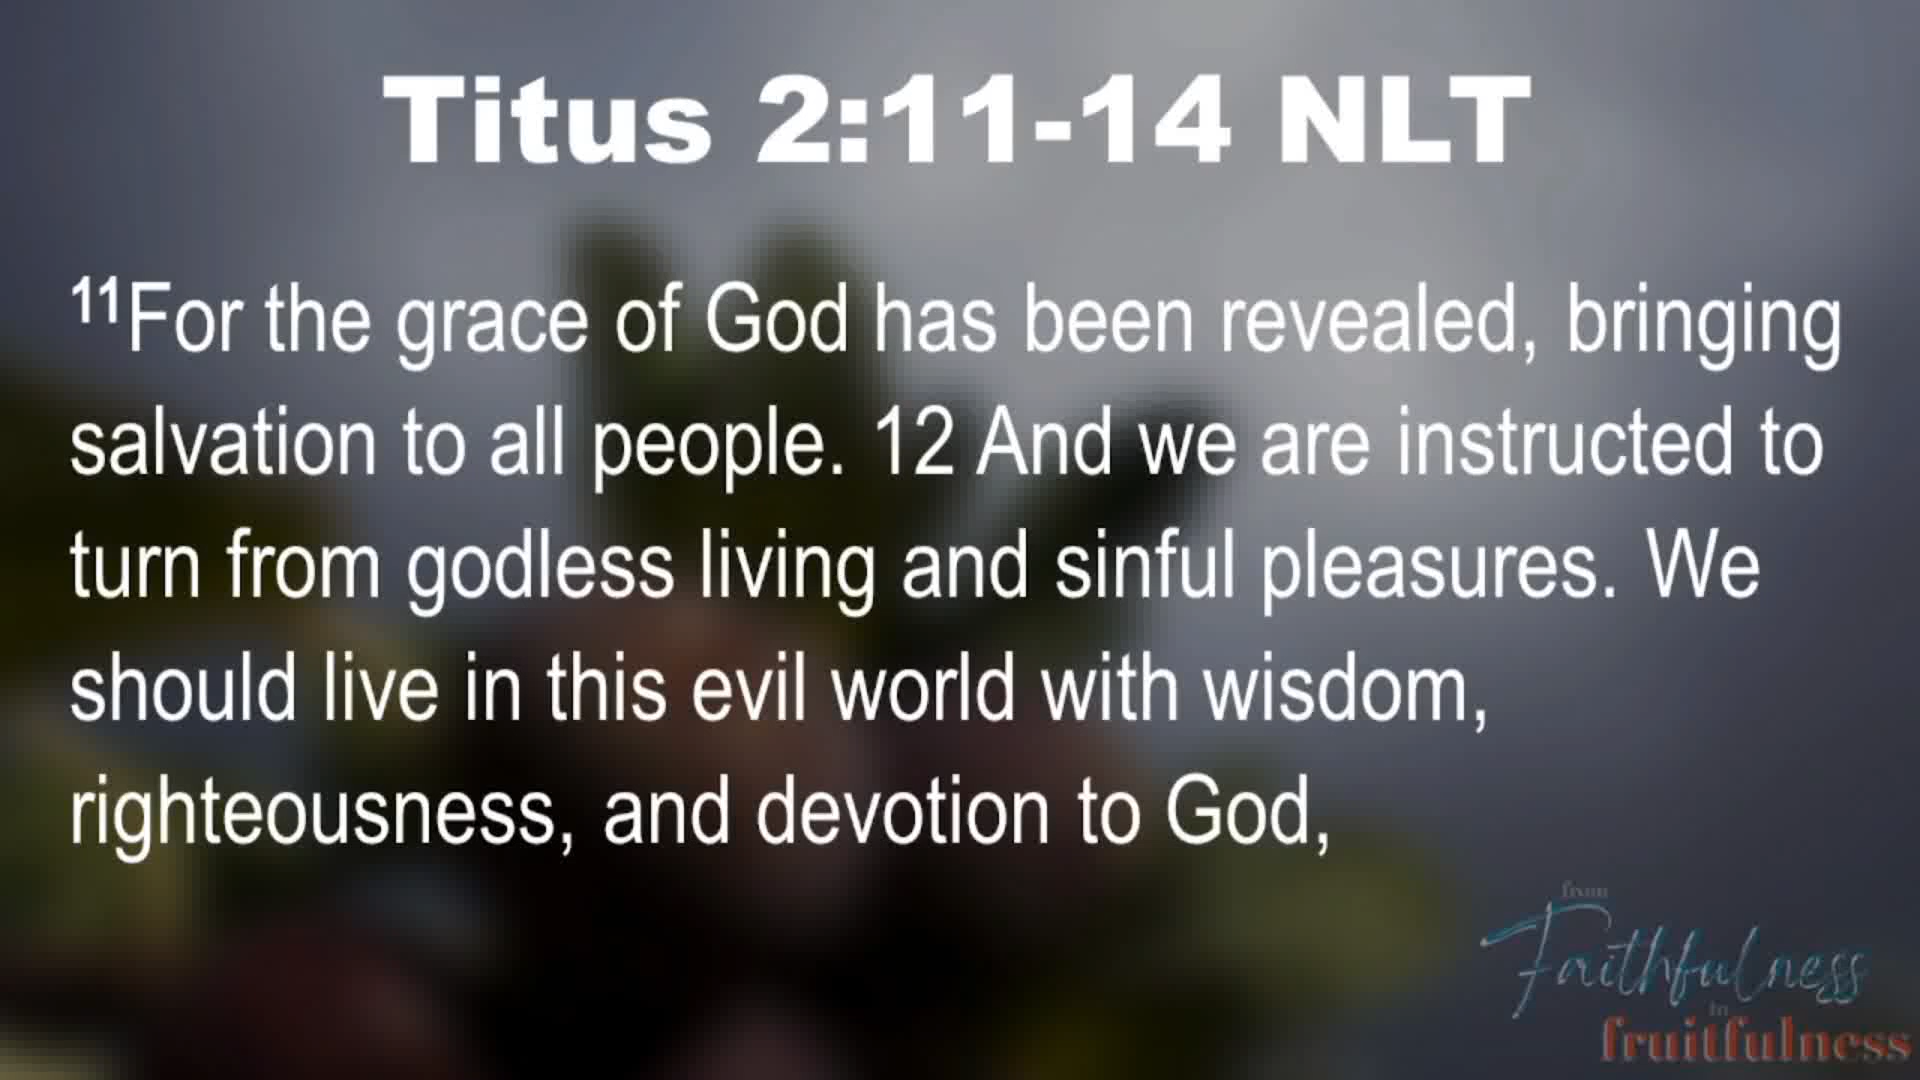 Titus 2:11-14 NLT
¹¹For the grace of God has been revealed, bringing
salvation to all people. 12 And we are instructed to
turn from godless living and sinful pleasures. We
should live in this evil world with wisdom,
righteousness, and devotion to God,
from
Faithfulness
to
fruitfulness